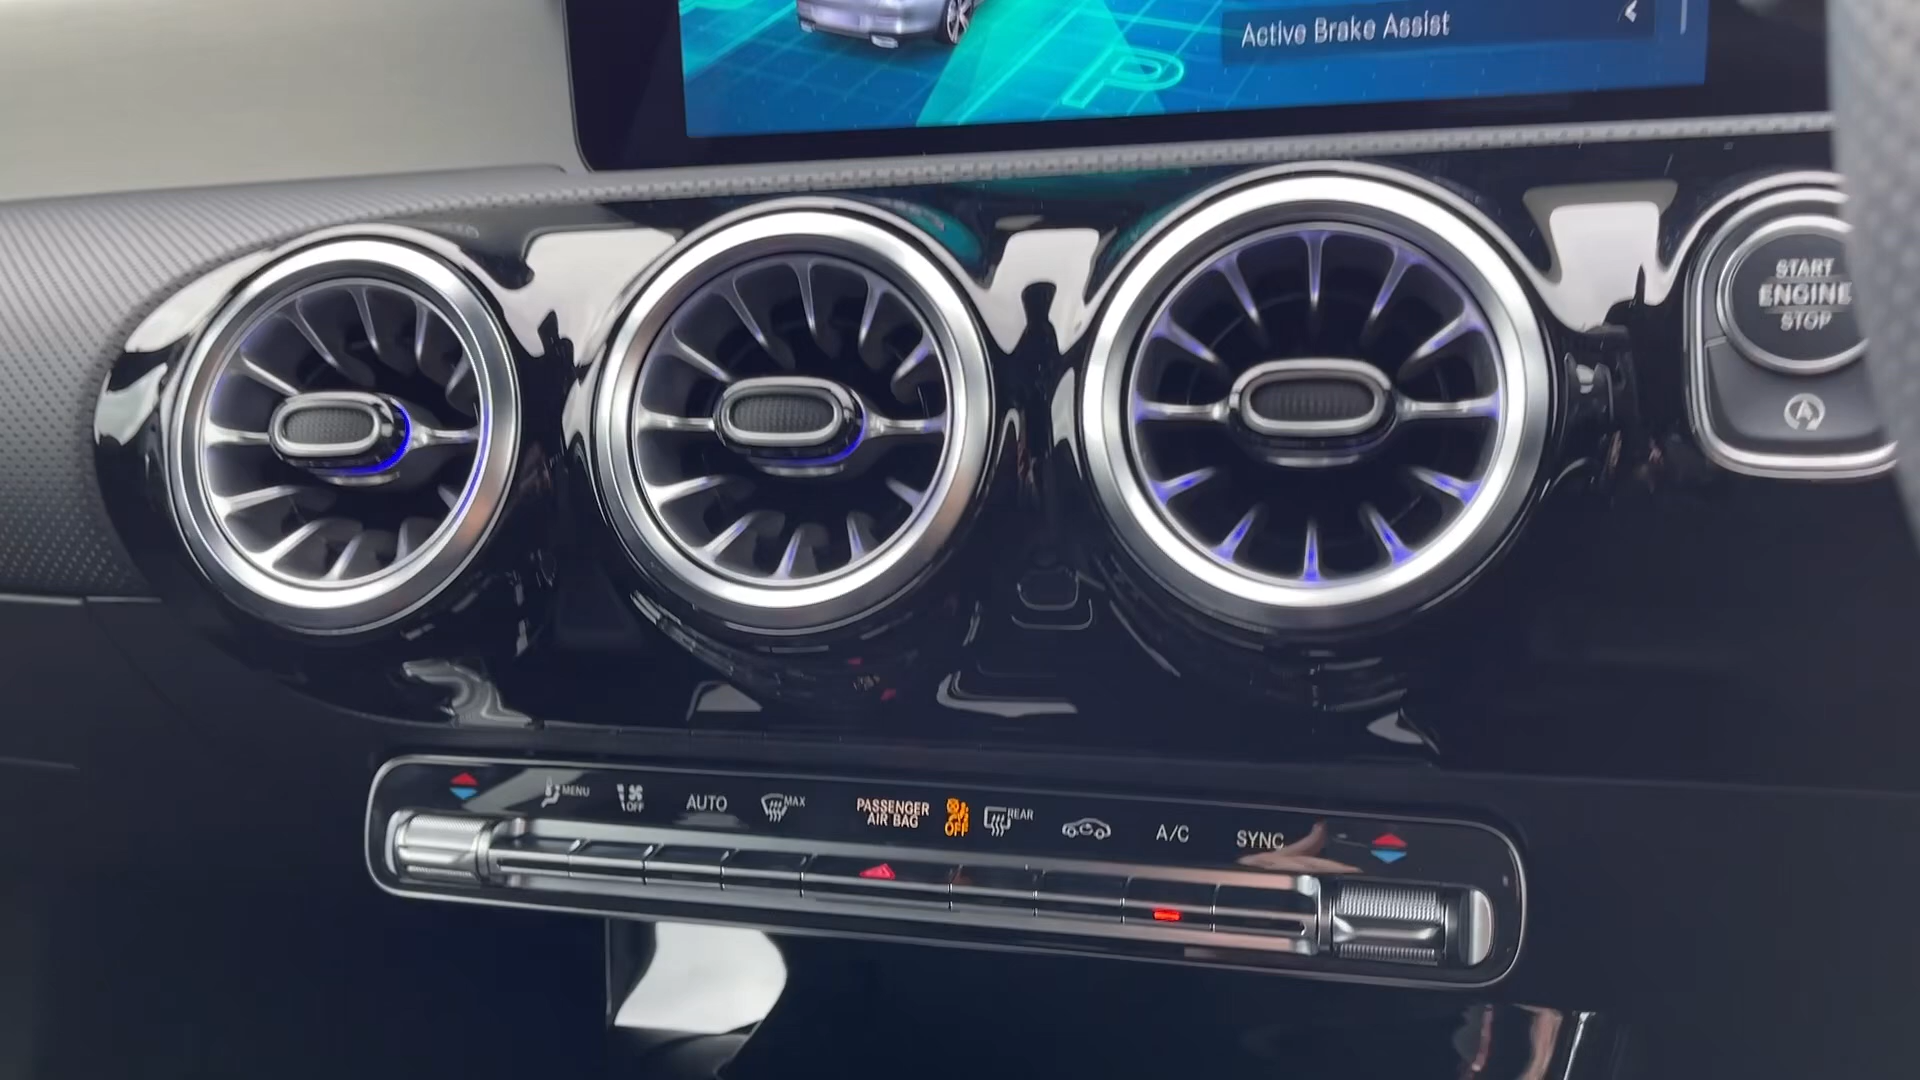 Active Brake Assist
P
START
ENGINE
STOP
A
MENU
OFF
AUTO
MAX
PASSENGER
AIR BAG
OFF
REAR
A/C
SYNC